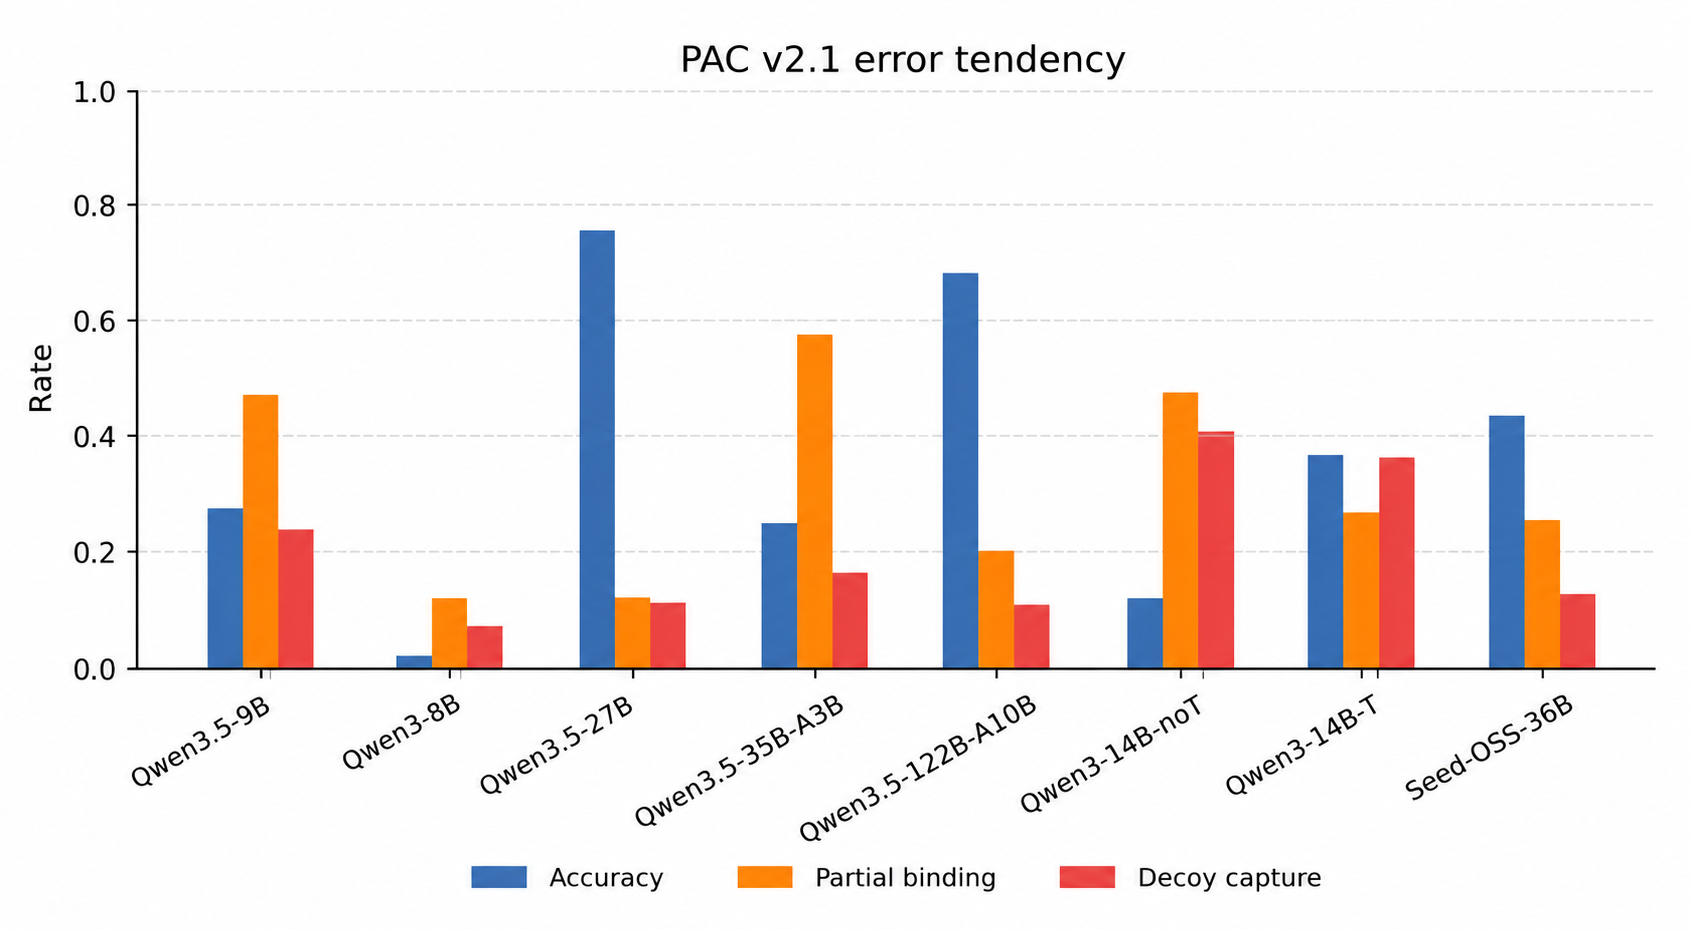 PAC v2.1 error tendency
1.0
0.8
0.6
0.4
0.2
0.0
Rate
Qwen3.5-9B
Qwen3-8B
Qwen3.5-27B
Qwen3.5-35B-A3B
Qwen3.5-122B-A10B
Qwen3-14B-noT
Qwen3-14B-T
Seed-OSS-36B
Accuracy
Partial binding
Decoy capture